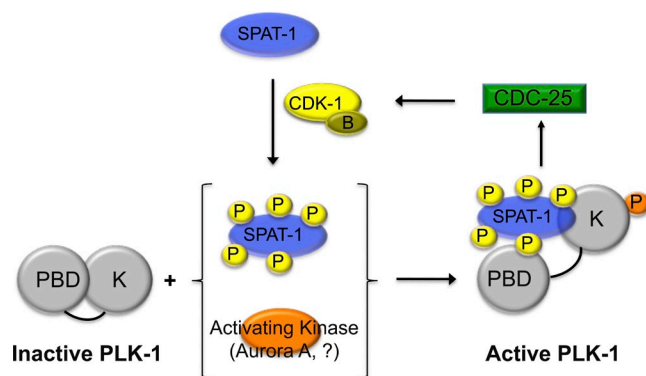 SPAT-1
CDK-1
B
CDC-25
P P P
SPAT-1
P P
PBD K
+
Activating Kinase
(Aurora A, ?)
Inactive PLK-1
P P P
SPAT-1
K
P
P P
PBD
Active PLK-1